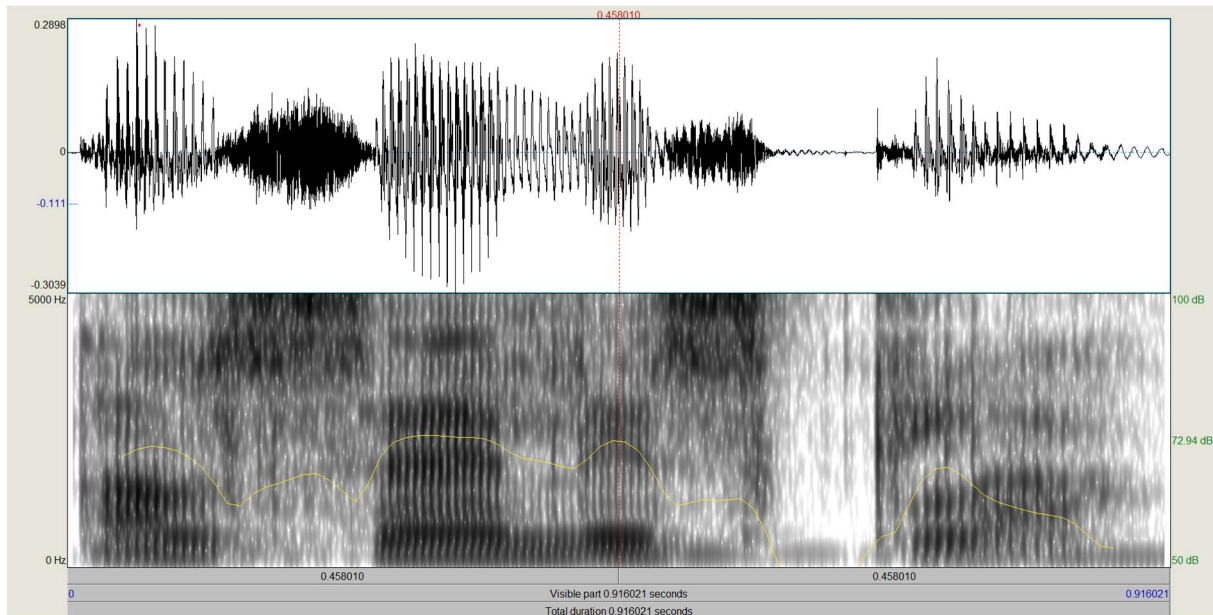 0.458010
0.2898
0
-0.111
-0.3039
5000 Hz
100 dB
72.94 dB
0 Hz
50 dB
0.458010 0.458010
0 Visible part 0.916021 seconds 0.916021
Total duration 0.916021 seconds